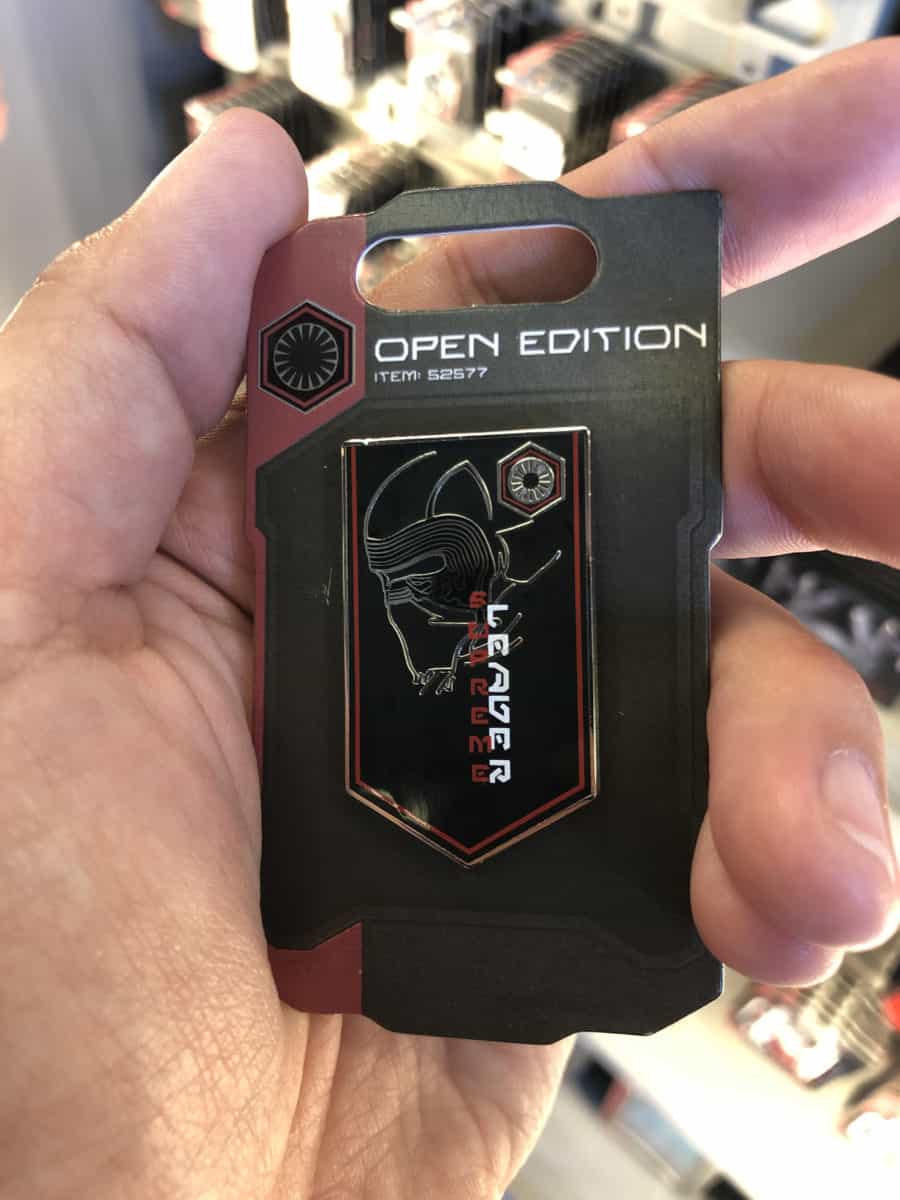 OPEN EDITION
ITEM: 52577
SUPREME
LEADER